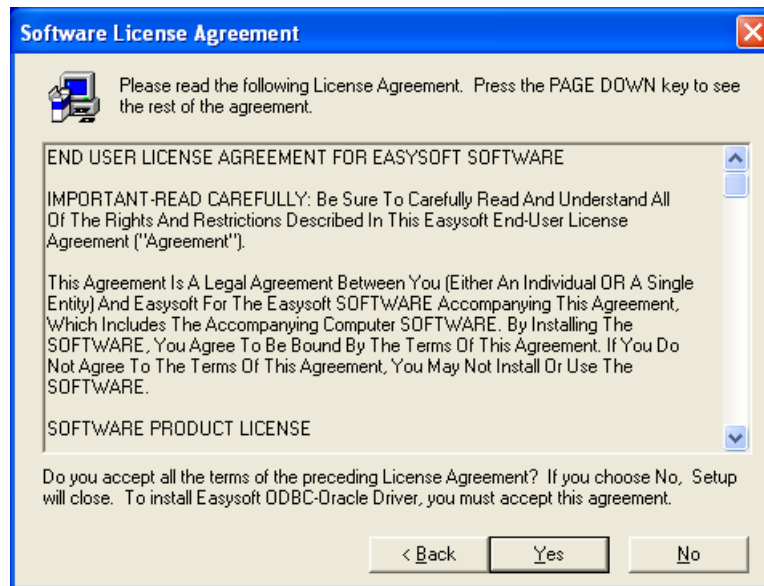 Software License Agreement
Please read the following License Agreement. Press the PAGE DOWN key to see
the rest of the agreement.
END USER LICENSE AGREEMENT FOR EASYSOFT SOFTWARE
IMPORTANT-READ CAREFULLY: Be Sure To Carefully Read And Understand All
Of The Rights And Restrictions Described In This Easysoft End-User License
Agreement ("Agreement").
This Agreement Is A Legal Agreement Between You (Either An Individual OR A Single
Entity) And Easysoft For The Easysoft SOFTWARE Accompanying This Agreement,
Which Includes The Accompanying Computer SOFTWARE. By Installing The
SOFTWARE, You Agree To Be Bound By The Terms Of This Agreement. If You Do
Not Agree To The Terms Of This Agreement, You May Not Install Or Use The
SOFTWARE.
SOFTWARE PRODUCT LICENSE
Do you accept all the terms of the preceding License Agreement? If you choose No, Setup
will close. To install Easysoft ODBC-Oracle Driver, you must accept this agreement.
< Back Yes No